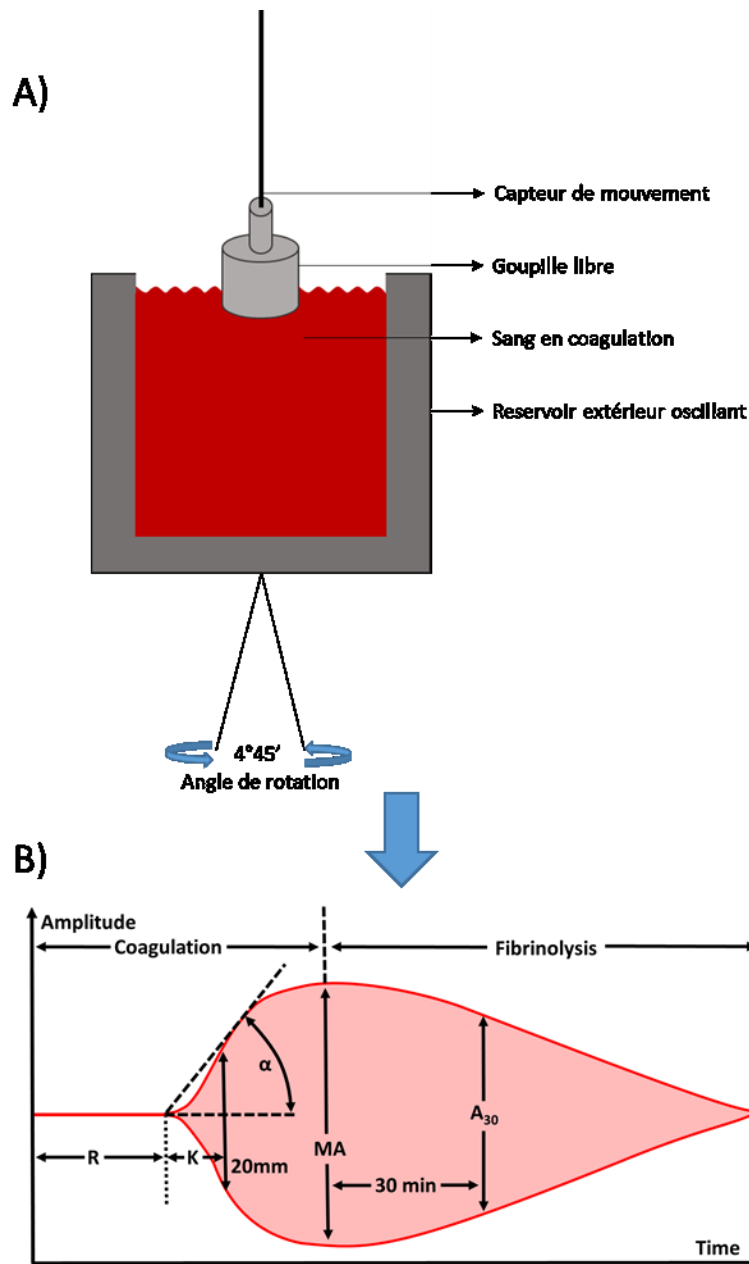 A)
Capteur de mouvement
Goupille libre
Sang en coagulation
Reservoir extérieur oscillant
4°45'
Angle de rotation
B)
Amplitude
Coagulation
Fibrinolysis
α
R
K
20mm
MA
A₃₀
30 min
Time